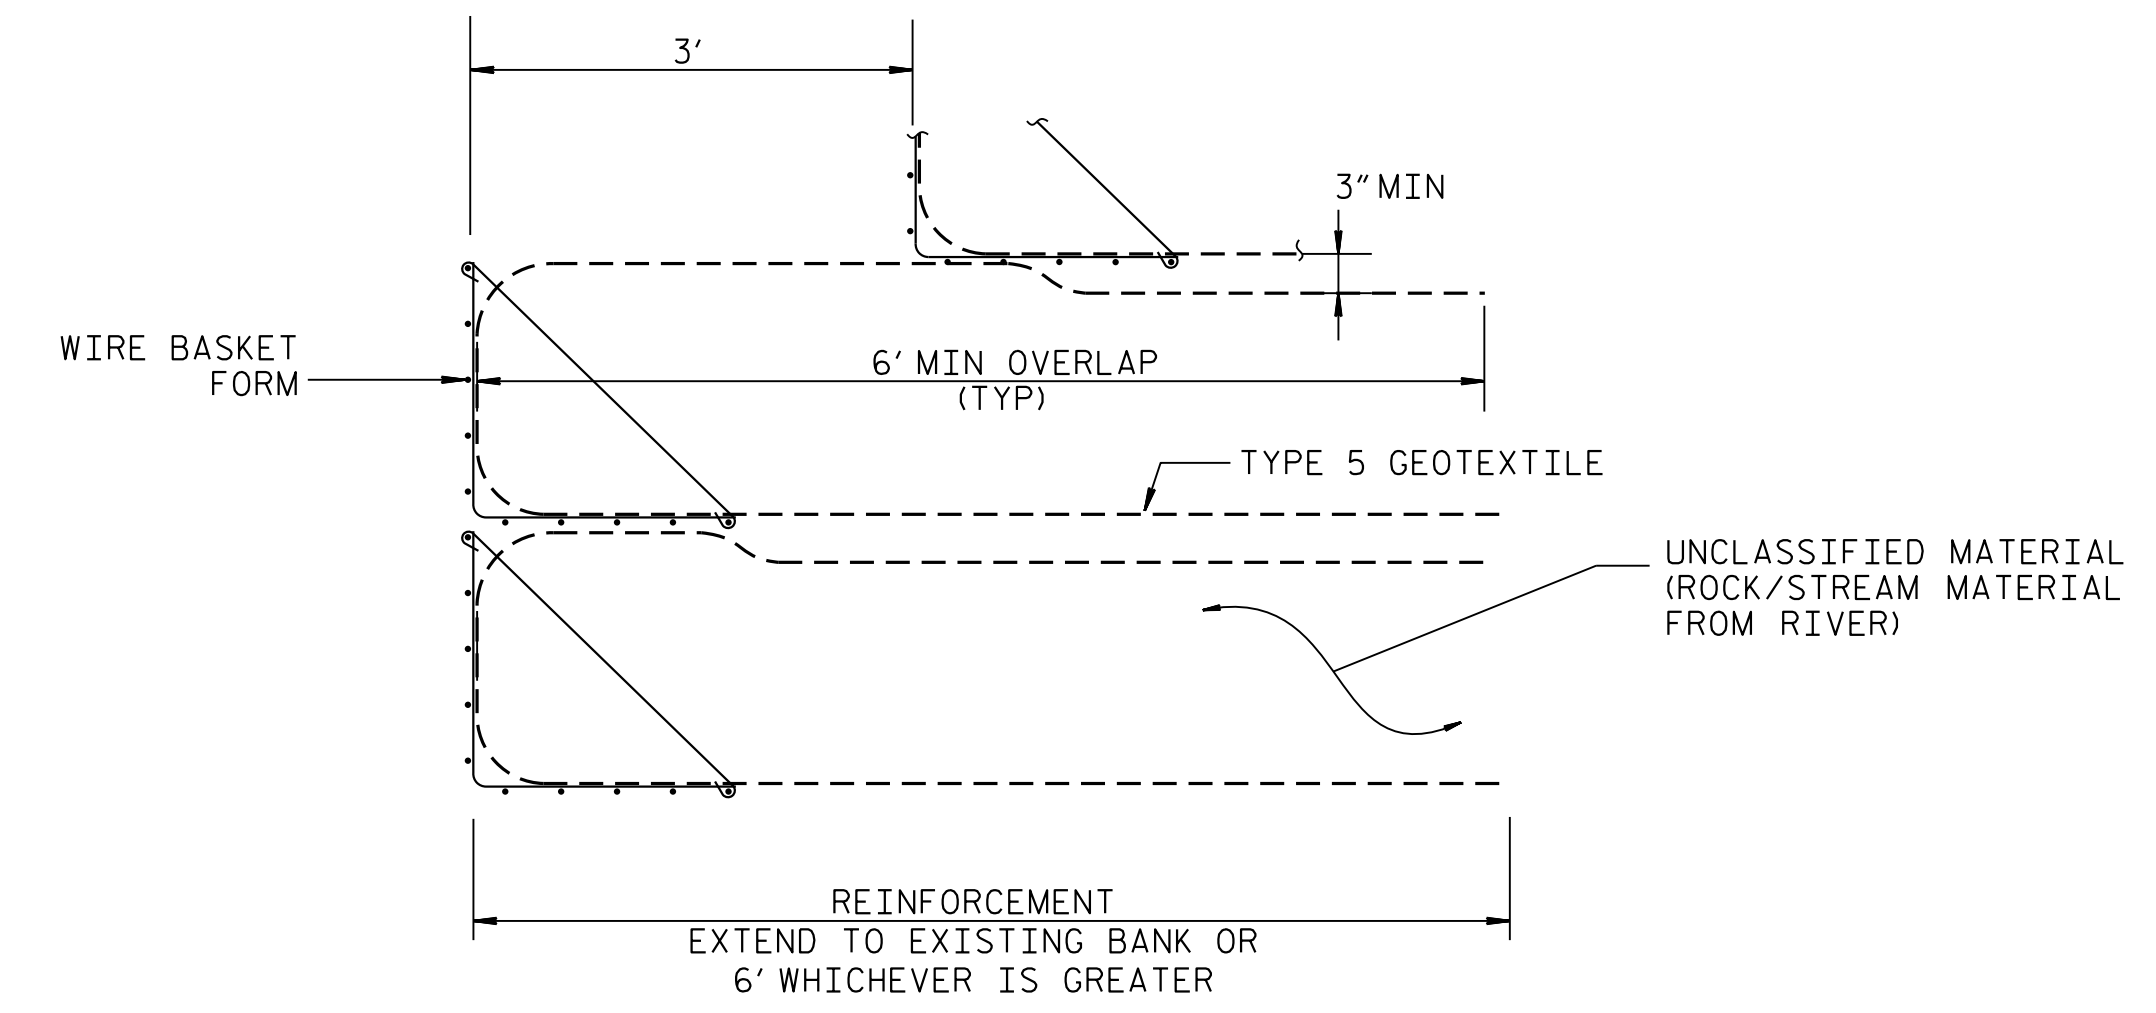 3'
3" MIN
WIRE BASKET
FORM
6' MIN OVERLAP
(TYP)
TYPE 5 GEOTEXTILE
UNCLASSIFIED MATERIAL
(ROCK/STREAM MATERIAL
FROM RIVER)
REINFORCEMENT
EXTEND TO EXISTING BANK OR
6' WHICHEVER IS GREATER